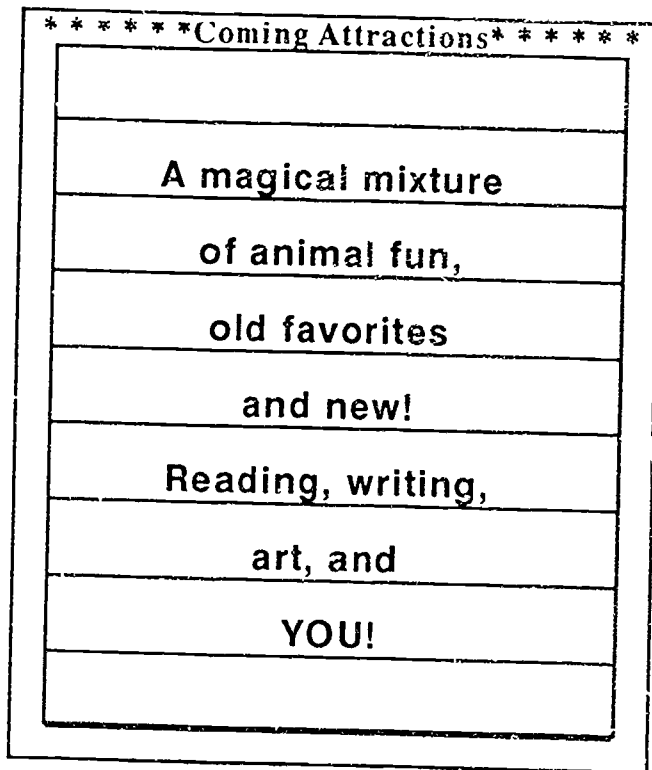 * * * * * *Coming Attractions* * * * * *
A magical mixture
of animal fun,
old favorites
and new!
Reading, writing,
art, and
YOU!